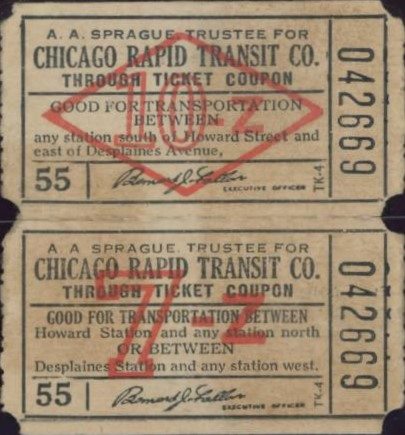 A. A. SPRAGUE, TRUSTEE FOR
CHICAGO RAPID TRANSIT CO.
THROUGH TICKET COUPON
GOOD FOR TRANSPORTATION
BETWEEN
any station south of Howard Street and
east of Desplaines Avenue.
55
EXECUTIVE OFFICER
TK-4
042669
10-z
A. A. SPRAGUE, TRUSTEE FOR
CHICAGO RAPID TRANSIT CO.
THROUGH TICKET COUPON
GOOD FOR TRANSPORTATION BETWEEN
Howard Station and any station north
OR BETWEEN
Desplaines Station and any station west.
55
EXECUTIVE OFFICER
TK-4
042669
7-z